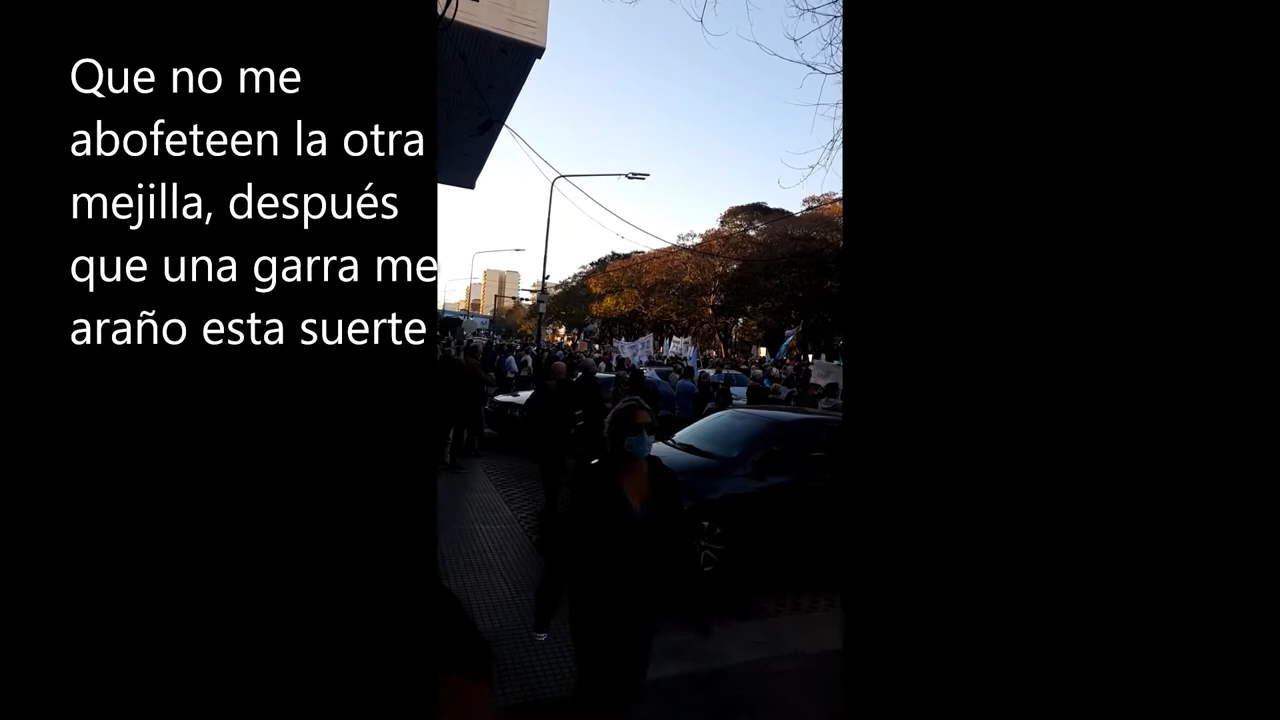 Que no me
abofeteen la otra
mejilla, después
que una garra me
araño esta suerte